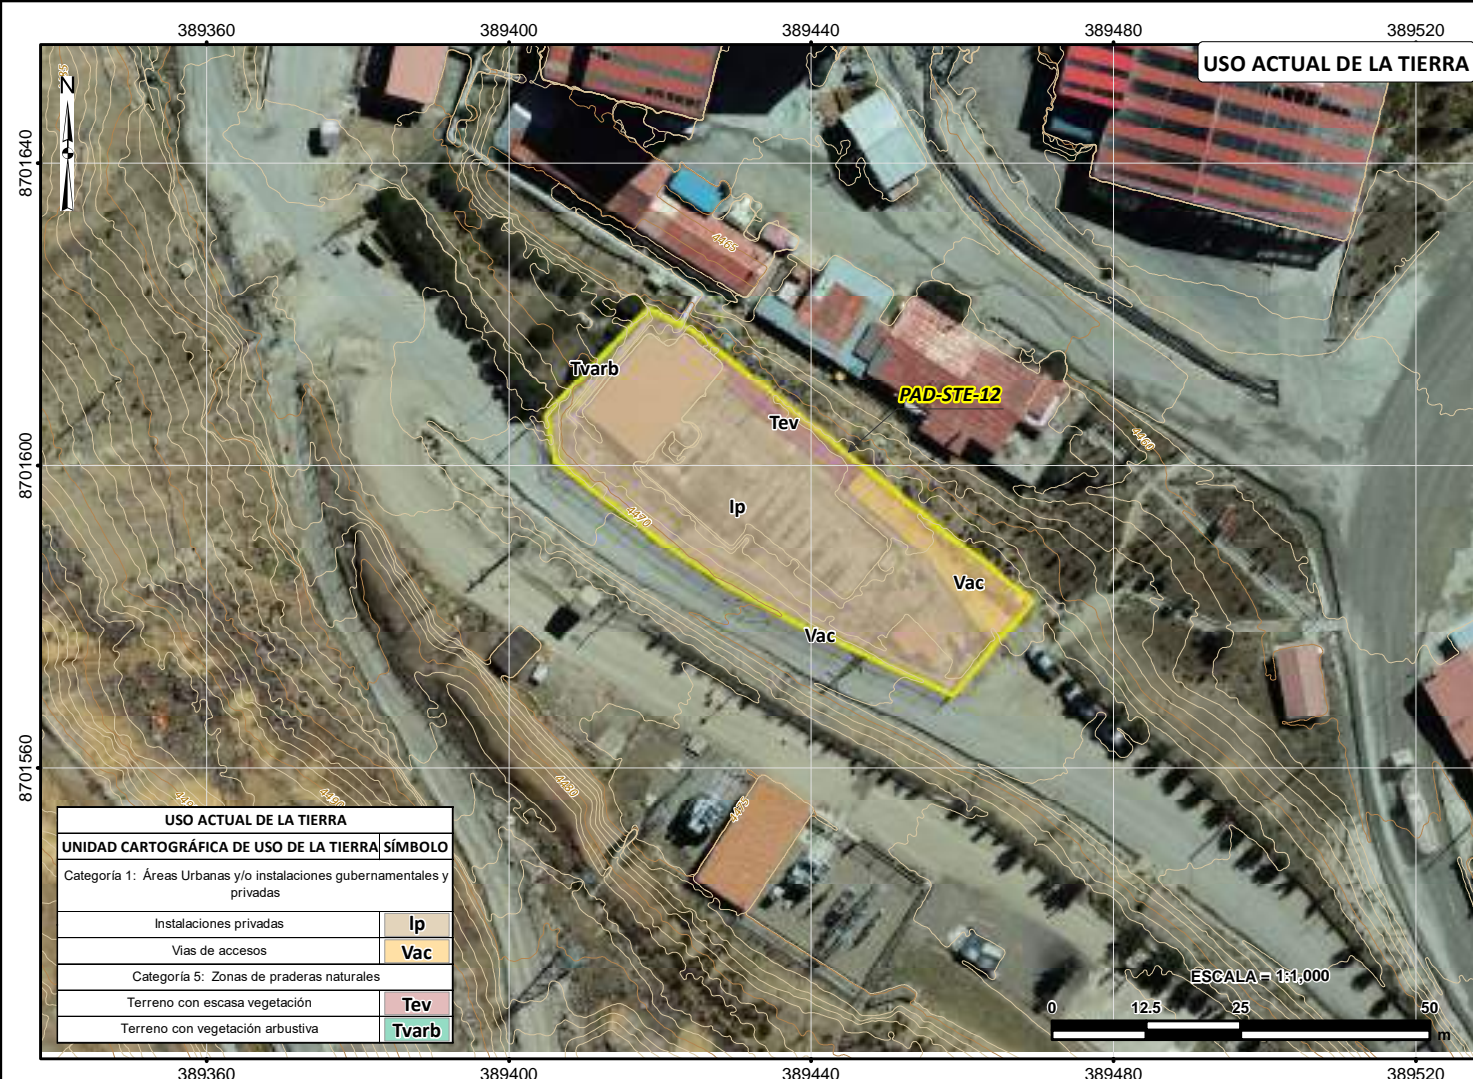 389360 389400 389440 389480 389520
USO ACTUAL DE LA TIERRA
N
8701640
8701600
8701560
4465
4460
4470
4480
4475
4490
Tvarb
Tev
PAD-STE-12
Ip
Vac
Vac
USO ACTUAL DE LA TIERRA
UNIDAD CARTOGRÁFICA DE USO DE LA TIERRA SÍMBOLO
Categoría 1: Áreas Urbanas y/o instalaciones gubernamentales y
privadas
Instalaciones privadas Ip
Vias de accesos Vac
Categoría 5: Zonas de praderas naturales
Terreno con escasa vegetación Tev
Terreno con vegetación arbustiva Tvarb
ESCALA = 1:1,000
0 12.5 25 50
m
389360 389400 389440 389480 389520